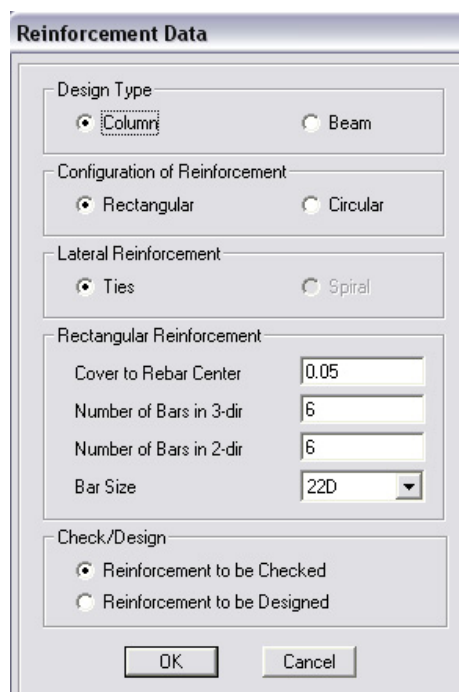 Reinforcement Data
Design Type
Column Beam
Configuration of Reinforcement
Rectangular Circular
Lateral Reinforcement
Ties Spiral
Rectangular Reinforcement
Cover to Rebar Center 0.05
Number of Bars in 3-dir 6
Number of Bars in 2-dir 6
Bar Size 22D
Check/Design
Reinforcement to be Checked
Reinforcement to be Designed
OK Cancel